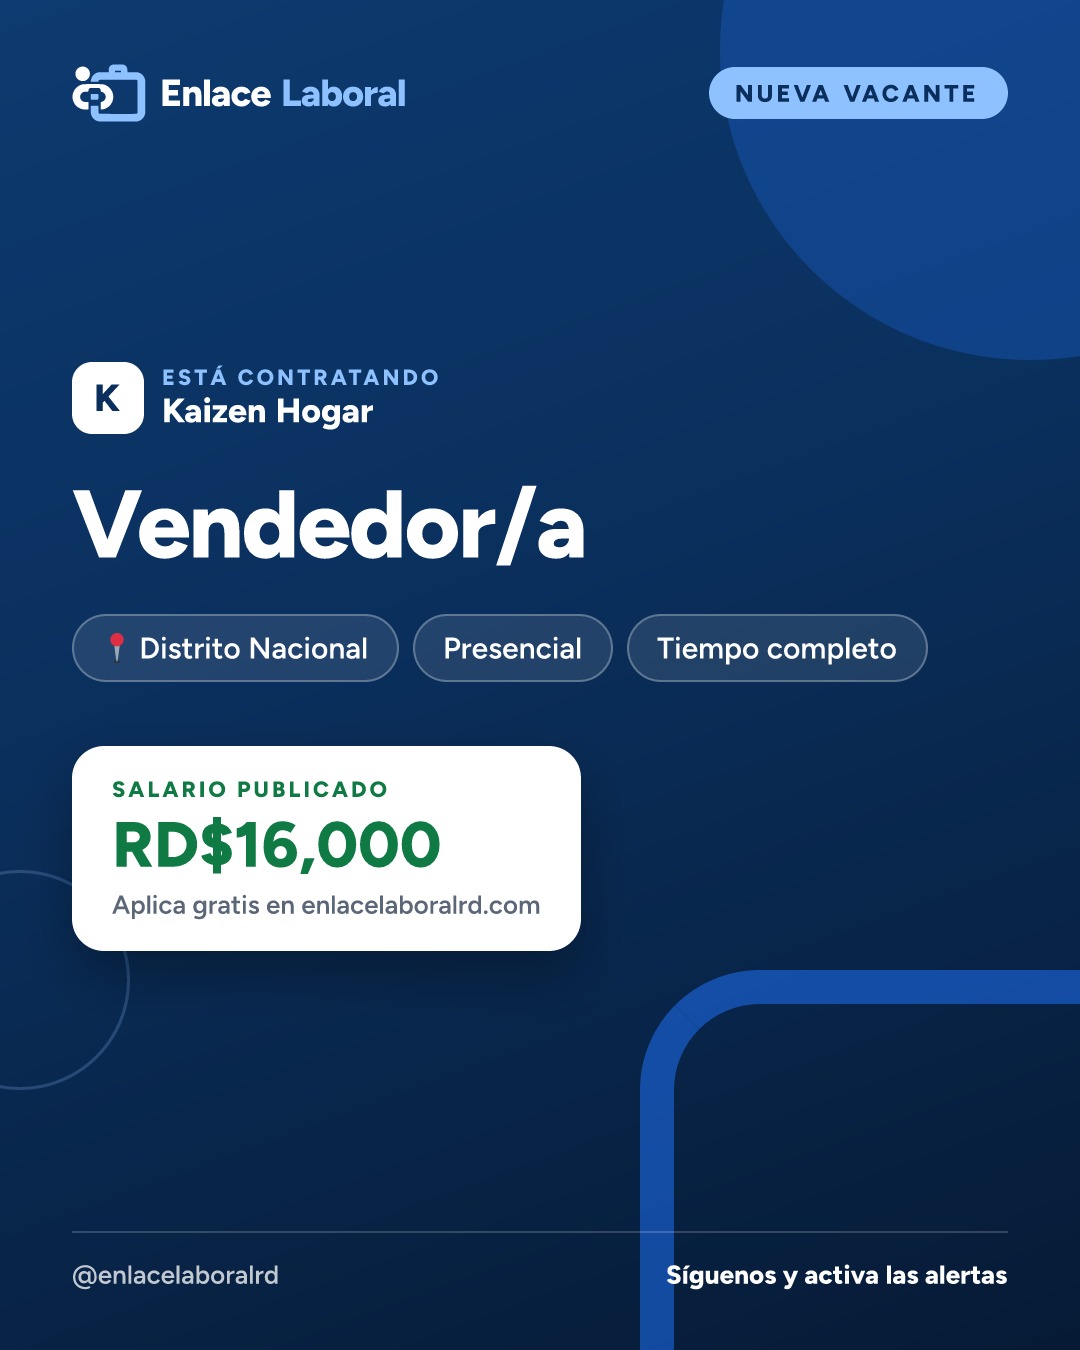 Enlace Laboral
NUEVA VACANTE
K
ESTÁ CONTRATANDO
Kaizen Hogar
Vendedor/a
📍 Distrito Nacional
Presencial
Tiempo completo
SALARIO PUBLICADO
RD$16,000
Aplica gratis en enlacelaboralrd.com
@enlacelaboralrd
Síguenos y activa las alertas